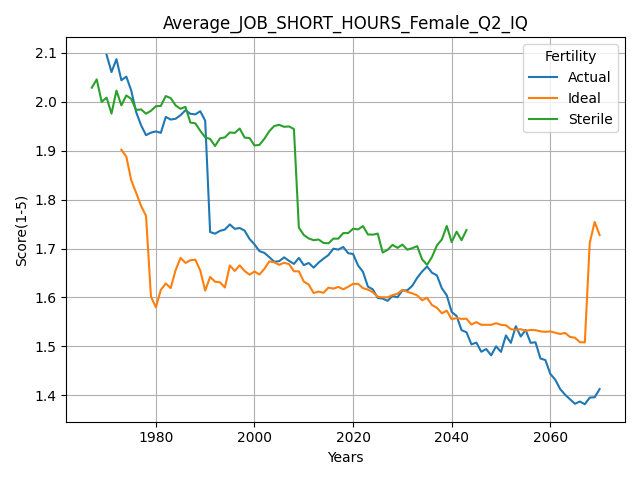 Average_JOB_SHORT_HOURS_Female_Q2_IQ
Fertility
Actual
Ideal
Sterile
Score(1-5)
2.1
2.0
1.9
1.8
1.7
1.6
1.5
1.4
1980
2000
2020
2040
2060
Years